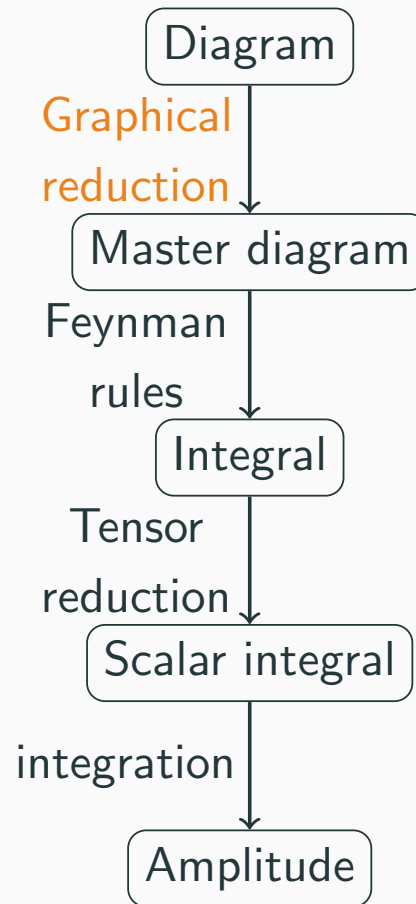 Diagram
Graphical
reduction
Master diagram
Feynman
rules
Integral
Tensor
reduction
Scalar integral
integration
Amplitude